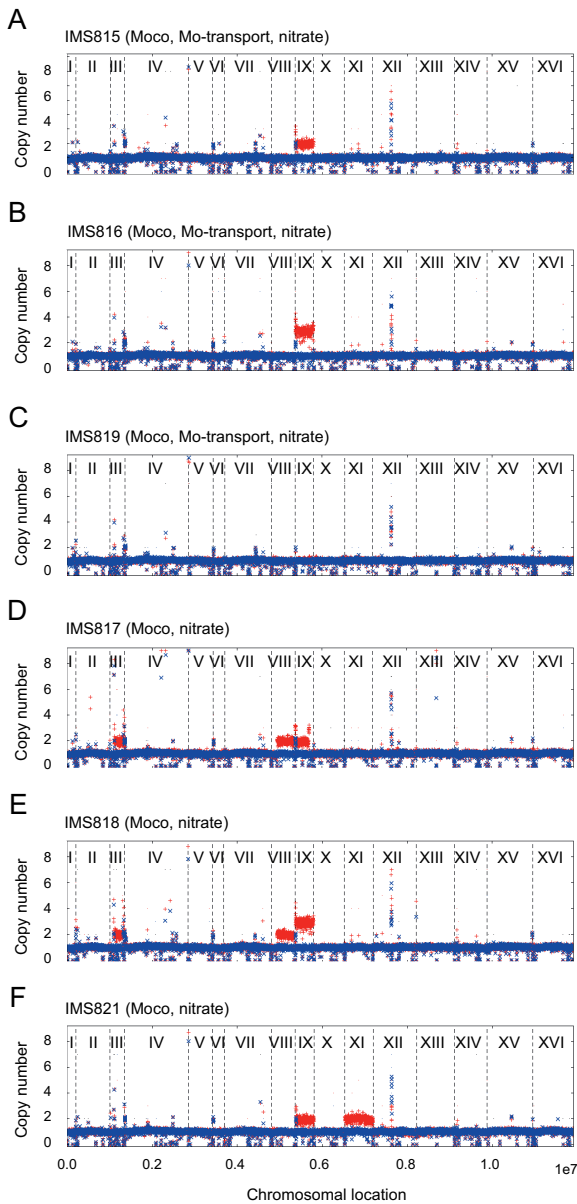 A
IMS815 (Moco, Mo-transport, nitrate)
I II III IV V VI VII VIII IX X XI XII XIII XIV XV XVI
Copy number
8
6
4
2
0
B
IMS816 (Moco, Mo-transport, nitrate)
I II III IV V VI VII VIII IX X XI XII XIII XIV XV XVI
Copy number
8
6
4
2
0
C
IMS819 (Moco, Mo-transport, nitrate)
I II III IV V VI VII VIII IX X XI XII XIII XIV XV XVI
Copy number
8
6
4
2
0
D
IMS817 (Moco, nitrate)
I II III IV V VI VII VIII IX X XI XII XIII XIV XV XVI
Copy number
8
6
4
2
0
E
IMS818 (Moco, nitrate)
I II III IV V VI VII VIII IX X XI XII XIII XIV XV XVI
Copy number
8
6
4
2
0
F
IMS821 (Moco, nitrate)
I II III IV V VI VII VIII IX X XI XII XIII XIV XV XVI
Copy number
8
6
4
2
0
0.0 0.2 0.4 0.6 0.8 1.0
1e7
Chromosomal location